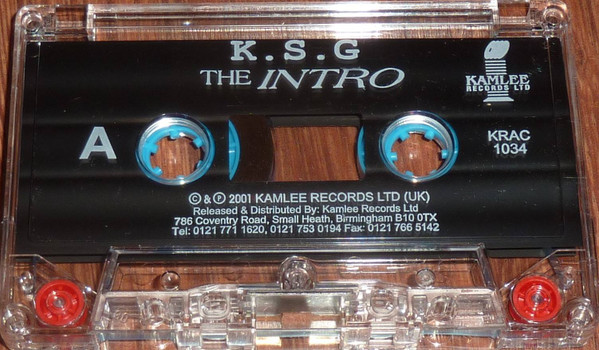 K.S.G
THE INTRO
KAMLEE
RECORDS LTD
A
KRAC
1034
© & ℗ 2001 KAMLEE RECORDS LTD (UK)
Released & Distributed By: Kamlee Records Ltd
786 Coventry Road, Small Heath, Birmingham B10 0TX
Tel: 0121 771 1620, 0121 753 0194 Fax: 0121 766 5142